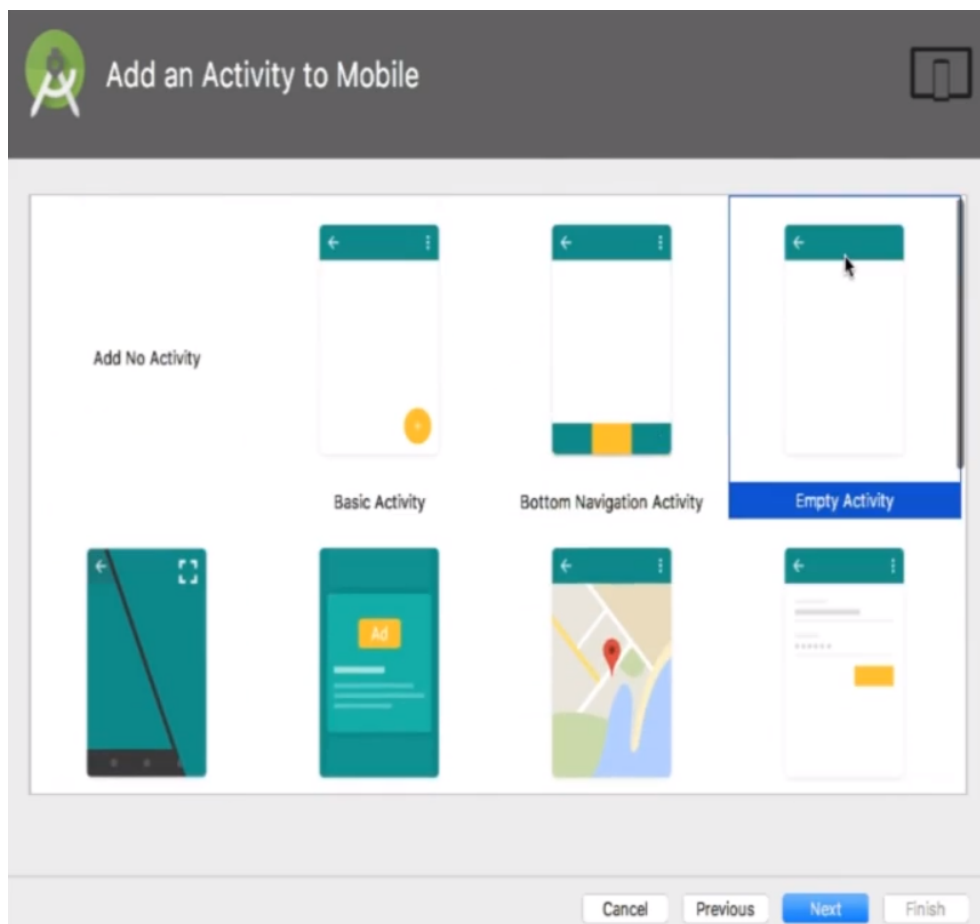 Add an Activity to Mobile
Add No Activity
Basic Activity
Bottom Navigation Activity
Empty Activity
Ad
Cancel
Previous
Next
Finish